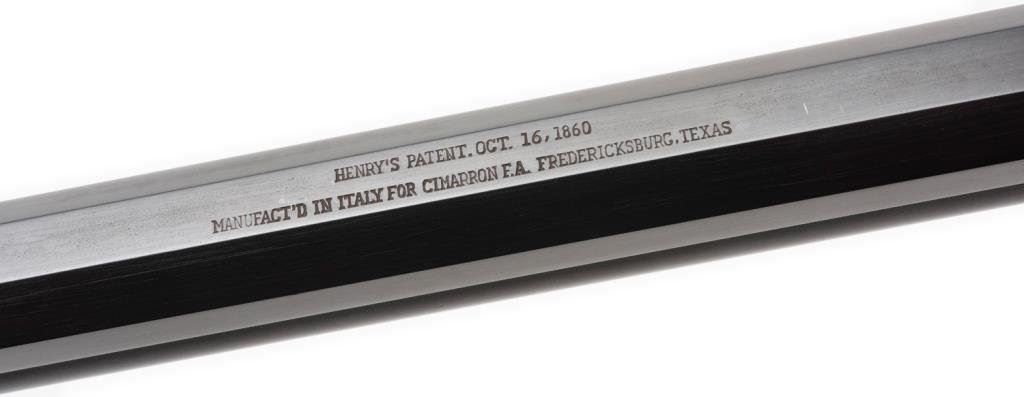 HENRY'S PATENT. OCT. 16, 1860
MANUFACT'D IN ITALY FOR CIMARRON F.A. FREDERICKSBURG, TEXAS